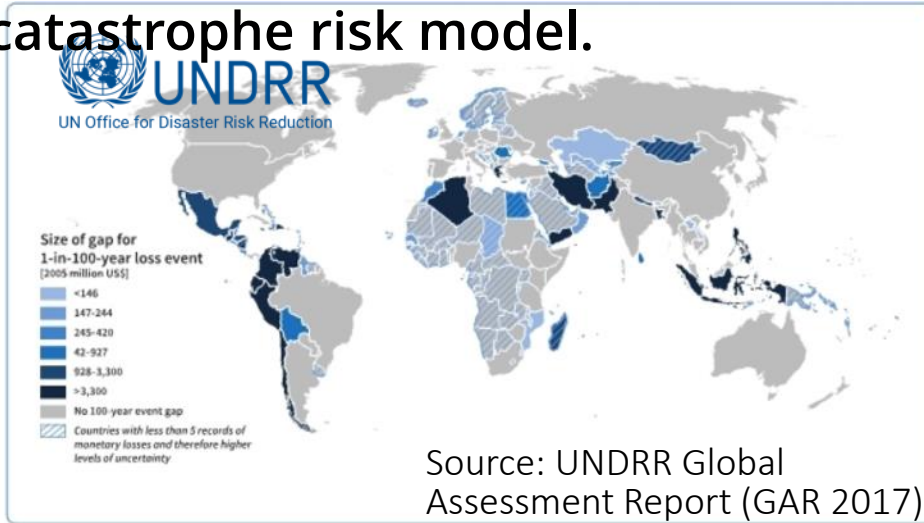 catastrophe risk model.
UNDRR
UN Office for Disaster Risk Reduction
Size of gap for
1-in-100-year loss event
[2005 million US$]
<146
147-244
245-420
42-927
928-3,300
>3,300
No 100-year event gap
Countries with less than 5 records of
monetary losses and therefore higher
levels of uncertainty
Source: UNDRR Global
Assessment Report (GAR 2017)